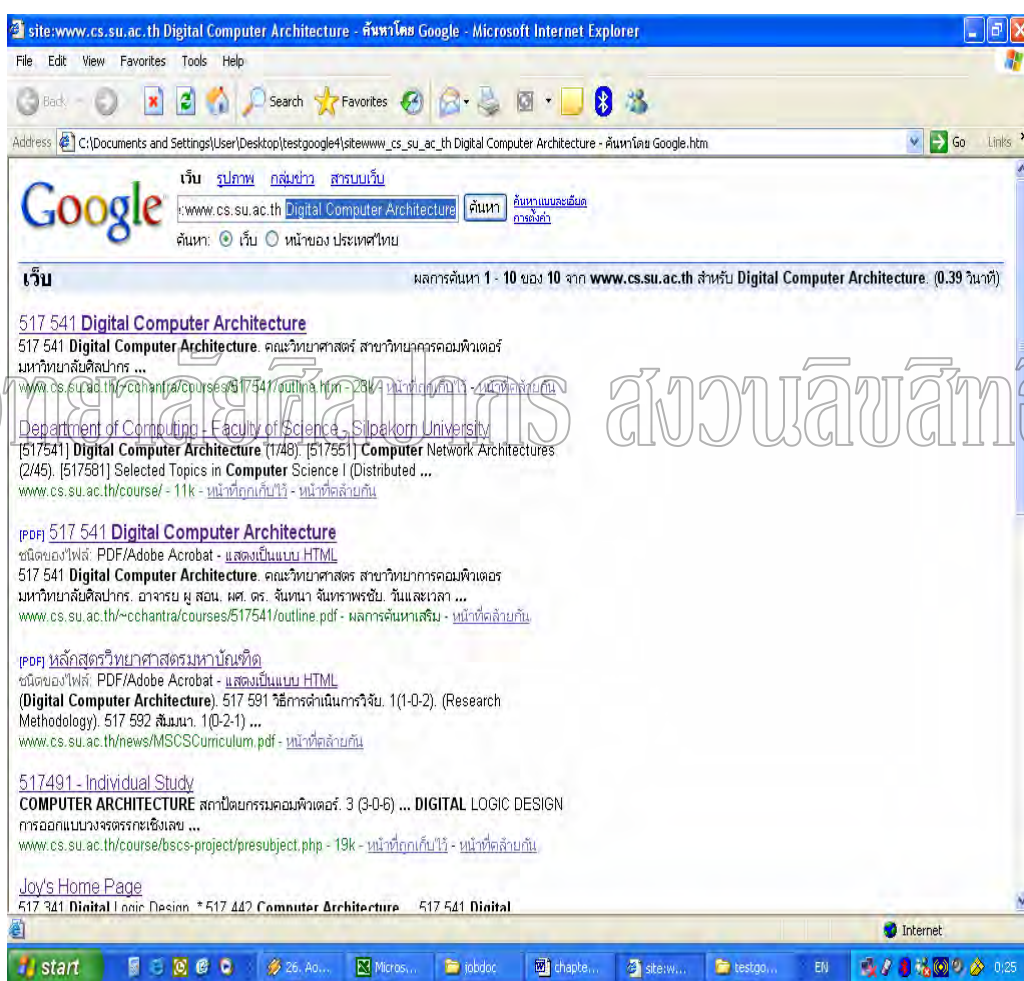 site:www.cs.su.ac.th Digital Computer Architecture - ค้นหาโดย Google - Microsoft Internet Explorer
File Edit View Favorites Tools Help
Back Search Favorites
Address C:\Documents and Settings\User\Desktop\testgoogle4\sitewww_cs_su_ac_th Digital Computer Architecture - ค้นหาโดย Google.htm Go Links
เว็บ รูปภาพ กลุ่มข่าว สารบบเว็บ
Google :www.cs.su.ac.th Digital Computer Architecture ค้นหา ค้นหาแบบละเอียด
การตั้งค่า
ค้นหา: เว็บ หน้าของ ประเทศไทย
เว็บ ผลการค้นหา 1 - 10 ของ 10 จาก www.cs.su.ac.th สำหรับ Digital Computer Architecture. (0.39 วินาที)
517 541 Digital Computer Architecture
517 541 Digital Computer Architecture. คณะวิทยาศาสตร์ สาขาวิทยาการคอมพิวเตอร์
มหาวิทยาลัยศิลปากร ...
www.cs.su.ac.th/~cchantra/courses/517541/outline.htm - 28k - หน้าที่ถูกเก็บไว้ - หน้าที่คล้ายกัน
วิทยาลัยศิลปากร สงวนลิขสิทธิ์
Department of Computing - Faculty of Science - Silpakorn University
[517541] Digital Computer Architecture (1/48). [517551] Computer Network Architectures
(2/45). [517581] Selected Topics in Computer Science I (Distributed ...
www.cs.su.ac.th/course/ - 11k - หน้าที่ถูกเก็บไว้ - หน้าที่คล้ายกัน
[PDF] 517 541 Digital Computer Architecture
ชนิดของไฟล์: PDF/Adobe Acrobat - แสดงเป็นแบบ HTML
517 541 Digital Computer Architecture. คณะวิทยาศาสตร สาขาวิทยาการคอมพิวเตอร
มหาวิทยาลัยศิลปากร. อาจารย ผู สอน. ผศ. ดร. จันทนา จันทราพรชัย. วันและเวลา ...
www.cs.su.ac.th/~cchantra/courses/517541/outline.pdf - ผลการค้นหาเสริม - หน้าที่คล้ายกัน
[PDF] หลักสูตรวิทยาศาสตรมหาบัณฑิต
ชนิดของไฟล์: PDF/Adobe Acrobat - แสดงเป็นแบบ HTML
(Digital Computer Architecture). 517 591 วิธีการดำเนินการวิจัย. 1(1-0-2). (Research
Methodology). 517 592 สัมมนา. 1(0-2-1) ...
www.cs.su.ac.th/news/MSCSCurriculum.pdf - หน้าที่คล้ายกัน
517491 - Individual Study
COMPUTER ARCHITECTURE สถาปัตยกรรมคอมพิวเตอร์. 3 (3-0-6) ... DIGITAL LOGIC DESIGN
การออกแบบวงจรตรรกะเชิงเลข ...
www.cs.su.ac.th/course/bscs-project/presubject.php - 19k - หน้าที่ถูกเก็บไว้ - หน้าที่คล้ายกัน
Joy's Home Page
517 341 Digital Logic Design. * 517 442 Computer Architecture ... 517 541 Digital
Internet
start 26. Ao... Micros... jobdoc chapte... site:w... testgo... EN 0:25